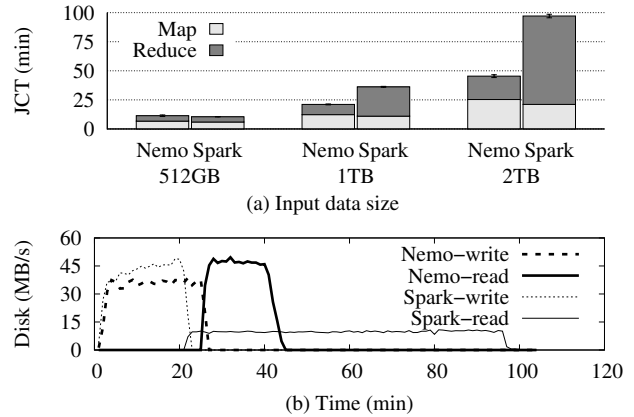 JCT (min)
100
75
50
25
0
Map
Reduce
Nemo Spark Nemo Spark Nemo Spark
512GB 1TB 2TB
(a) Input data size
Disk (MB/s)
60
45
30
15
0
Nemo−write
Nemo−read
Spark−write
Spark−read
0 20 40 60 80 100 120
(b) Time (min)